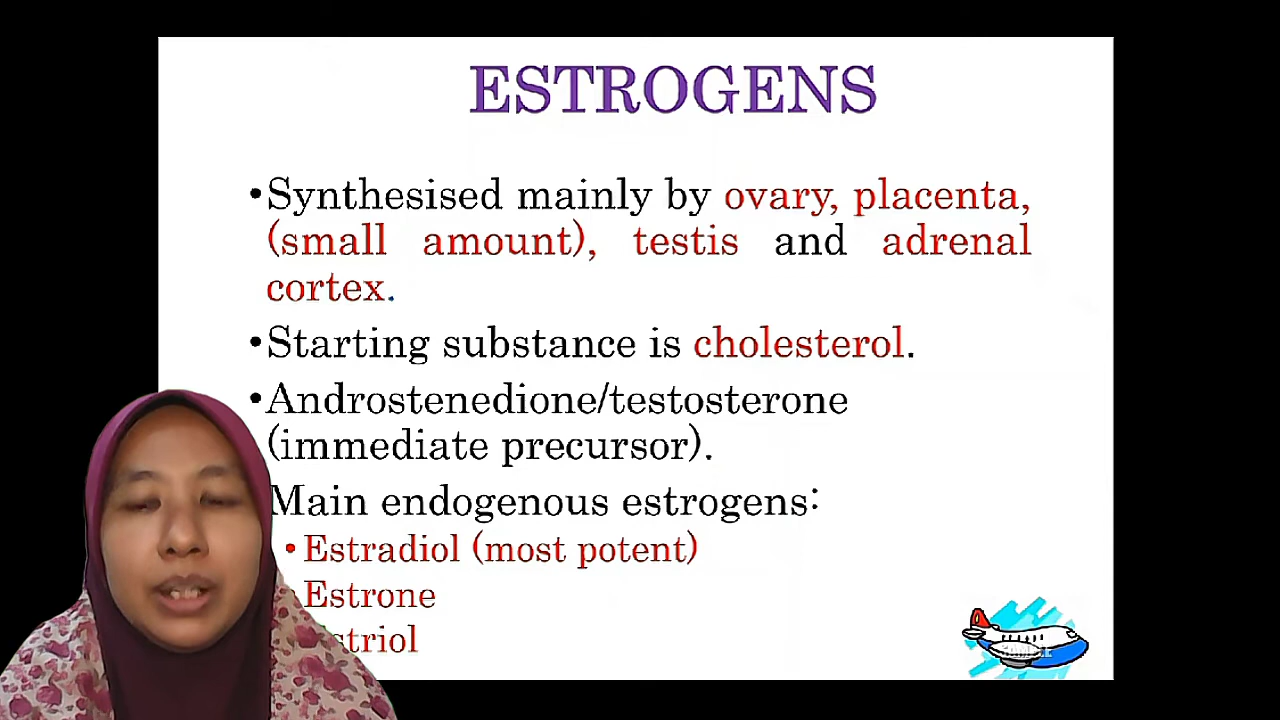 ESTROGENS
•Synthesised mainly by ovary, placenta,
(small amount), testis and adrenal
cortex.
•Starting substance is cholesterol.
•Androstenedione/testosterone
(immediate precursor).
Main endogenous estrogens:
•Estradiol (most potent)
Estrone
striol